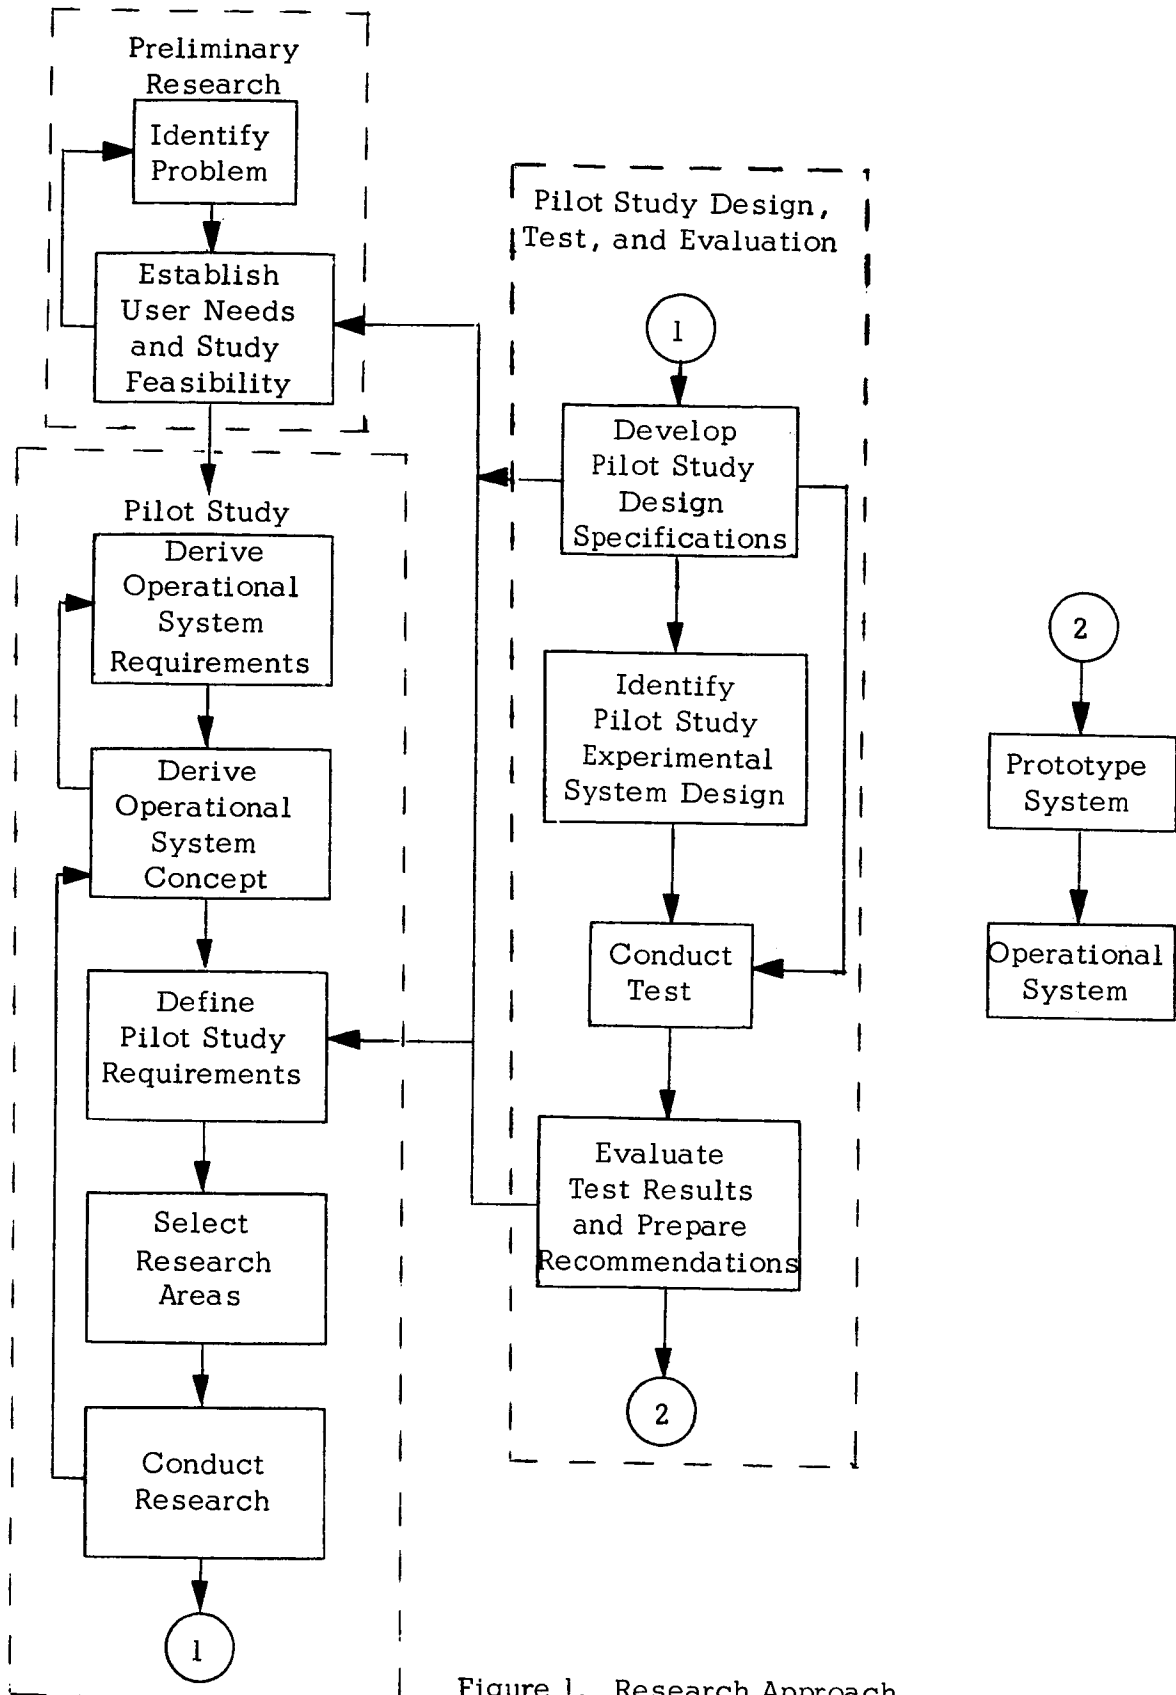 Preliminary
Research
Identify
Problem
Establish
User Needs
and Study
Feasibility
Pilot Study
Derive
Operational
System
Requirements
Derive
Operational
System
Concept
Define
Pilot Study
Requirements
Select
Research
Areas
Conduct
Research
1
Pilot Study Design,
Test, and Evaluation
1
Develop
Pilot Study
Design
Specifications
Identify
Pilot Study
Experimental
System Design
Conduct
Test
Evaluate
Test Results
and Prepare
Recommendations
2
2
Prototype
System
Operational
System
Figure 1. Research Approach